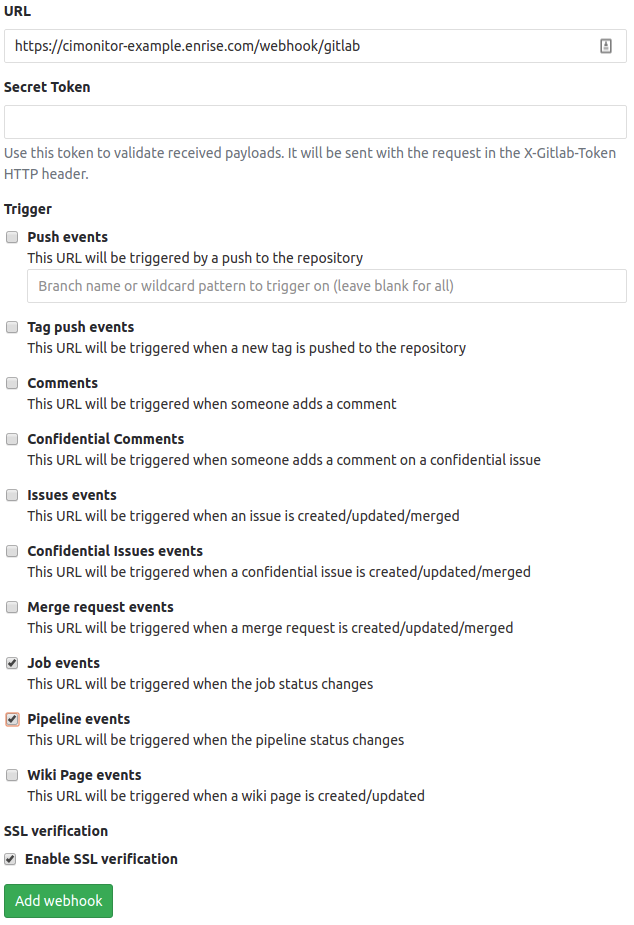 URL
https://cimonitor-example.enrise.com/webhook/gitlab
Secret Token
Use this token to validate received payloads. It will be sent with the request in the X-Gitlab-Token
HTTP header.
Trigger
Push events
This URL will be triggered by a push to the repository
Branch name or wildcard pattern to trigger on (leave blank for all)
Tag push events
This URL will be triggered when a new tag is pushed to the repository
Comments
This URL will be triggered when someone adds a comment
Confidential Comments
This URL will be triggered when someone adds a comment on a confidential issue
Issues events
This URL will be triggered when an issue is created/updated/merged
Confidential Issues events
This URL will be triggered when a confidential issue is created/updated/merged
Merge request events
This URL will be triggered when a merge request is created/updated/merged
Job events
This URL will be triggered when the job status changes
Pipeline events
This URL will be triggered when the pipeline status changes
Wiki Page events
This URL will be triggered when a wiki page is created/updated
SSL verification
Enable SSL verification
Add webhook